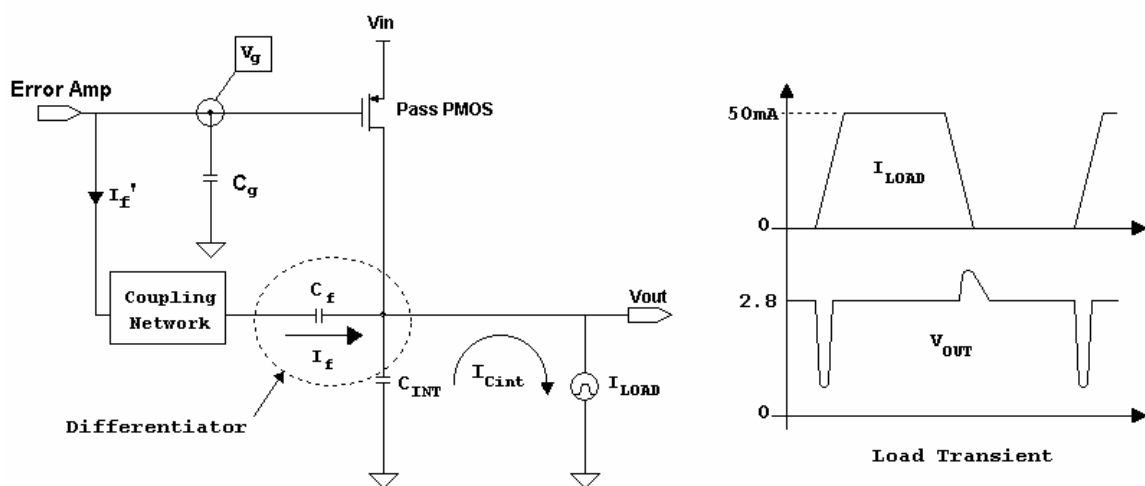 Vin
Vg
Error Amp
Pass PMOS
Cg
If'
Coupling
Network
Cf
If
Vout
CINT
ICint
ILOAD
Differentiator
50mA
ILOAD
0
2.8
VOUT
0
Load Transient